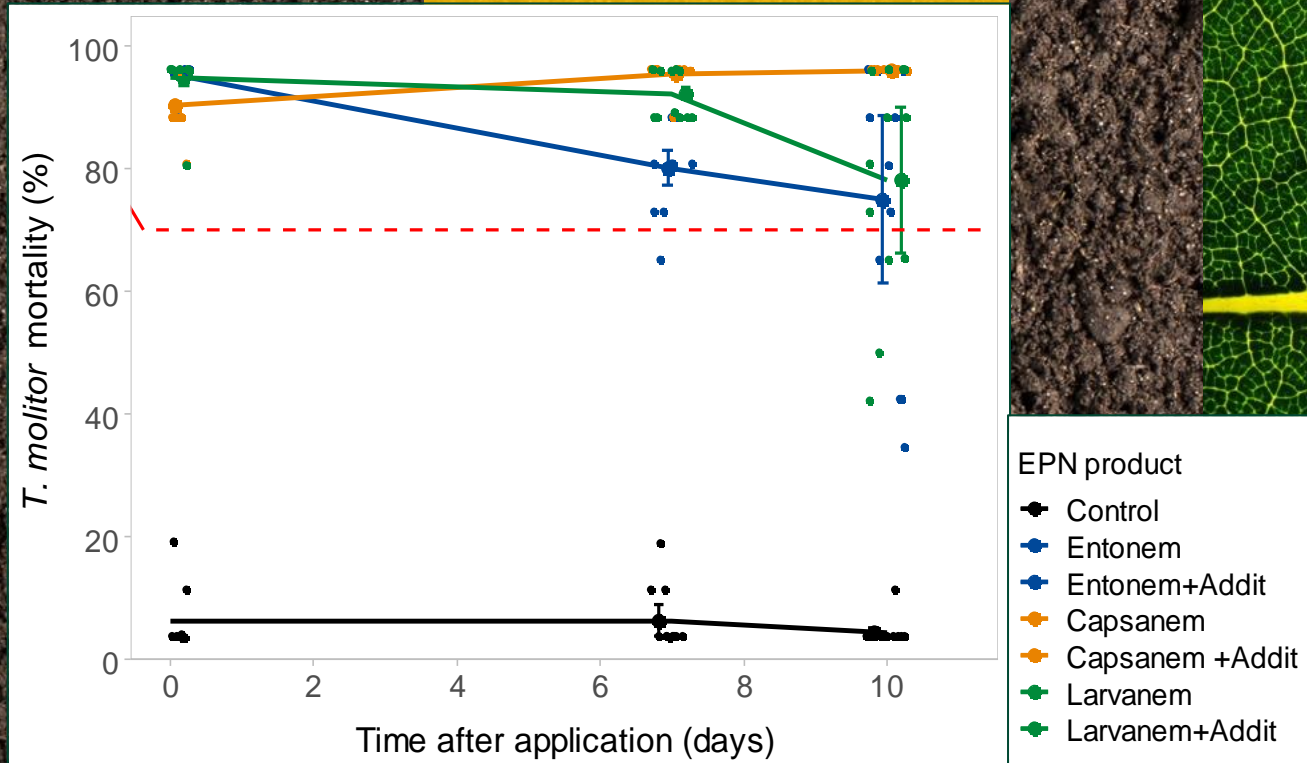 100
80
60
40
20
0
T. molitor mortality (%)
0 2 4 6 8 10
Time after application (days)
EPN product
Control
Entonem
Entonem+Addit
Capsanem
Capsanem +Addit
Larvanem
Larvanem+Addit